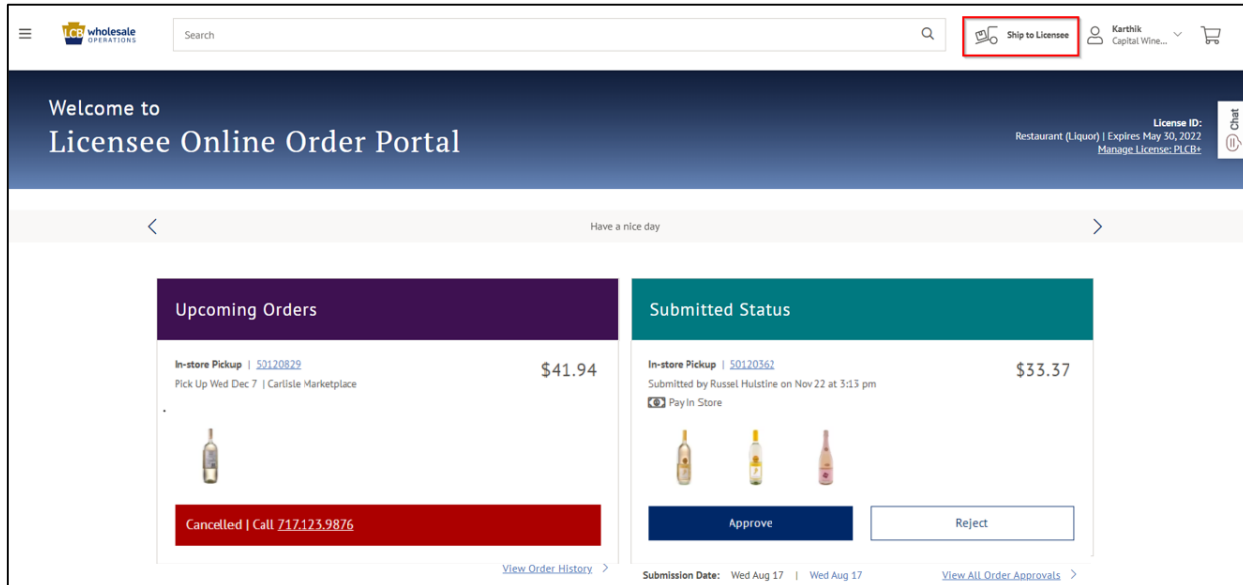 LCB wholesale
OPERATIONS
Search
Ship to Licensee
Karthik
Capital Wine...
Welcome to
Licensee Online Order Portal
License ID:
Restaurant (Liquor) | Expires May 30, 2022
Manage License: PLCB+
Chat
Have a nice day
Upcoming Orders
In-store Pickup | 50120829
$41.94
Pick Up Wed Dec 7 | Carlisle Marketplace
Cancelled | Call 717.123.9876
View Order History
Submitted Status
In-store Pickup | 50120362
$33.37
Submitted by Russel Hulstine on Nov 22 at 3:13 pm
Pay In Store
Approve
Reject
Submission Date: Wed Aug 17 | Wed Aug 17
View All Order Approvals